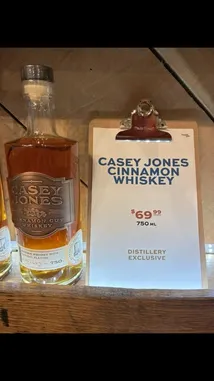 CASEY
JONES
WHISKEY
CASEY JONES
CINNAMON
WHISKEY
$69.99
750 ML
DISTILLERY
EXCLUSIVE